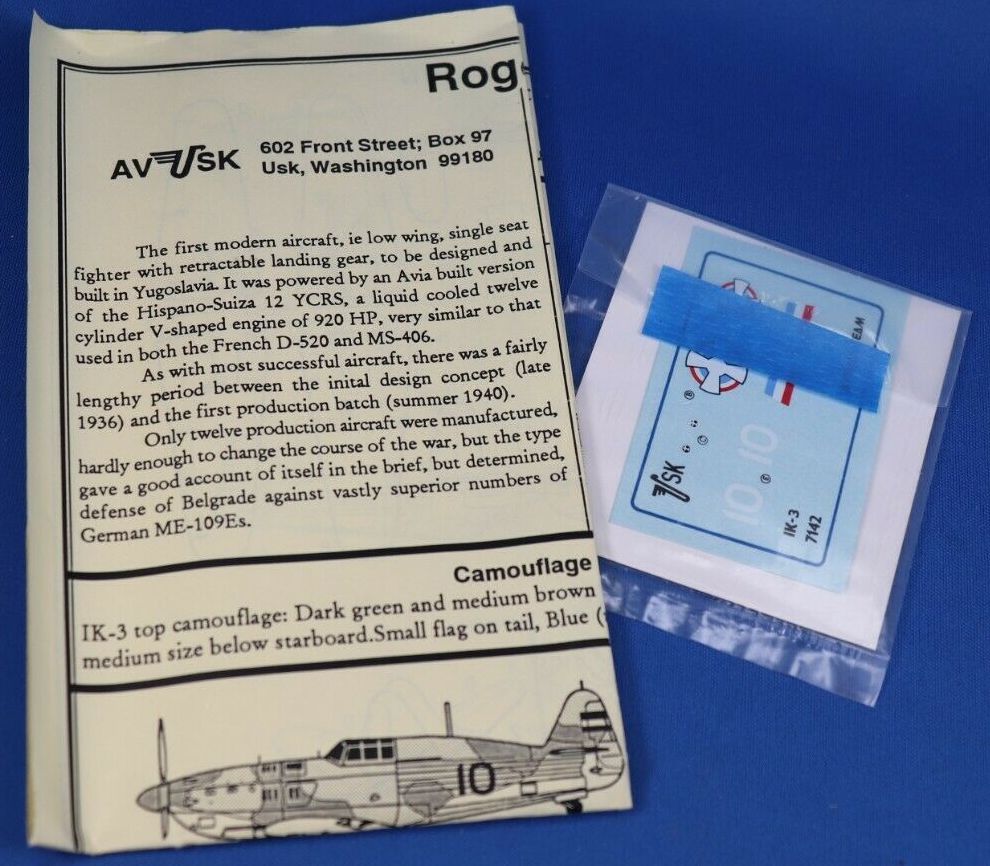 Rog
AVUSK
602 Front Street; Box 97
Usk, Washington 99180
The first modern aircraft, ie low wing, single seat
fighter with retractable landing gear, to be designed and
built in Yugoslavia. It was powered by an Avia built version
of the Hispano-Suiza 12 YCRS, a liquid cooled twelve
cylinder V-shaped engine of 920 HP, very similar to that
used in both the French D-520 and MS-406.
As with most successful aircraft, there was a fairly
lengthy period between the inital design concept (late
1936) and the first production batch (summer 1940).
Only twelve production aircraft were manufactured,
hardly enough to change the course of the war, but the type
gave a good account of itself in the brief, but determined,
defense of Belgrade against vastly superior numbers of
German ME-109Es.
Camouflage
IK-3 top camouflage: Dark green and medium brown
medium size below starboard.Small flag on tail, Blue (
10
USK
10 10
IK-3
7142